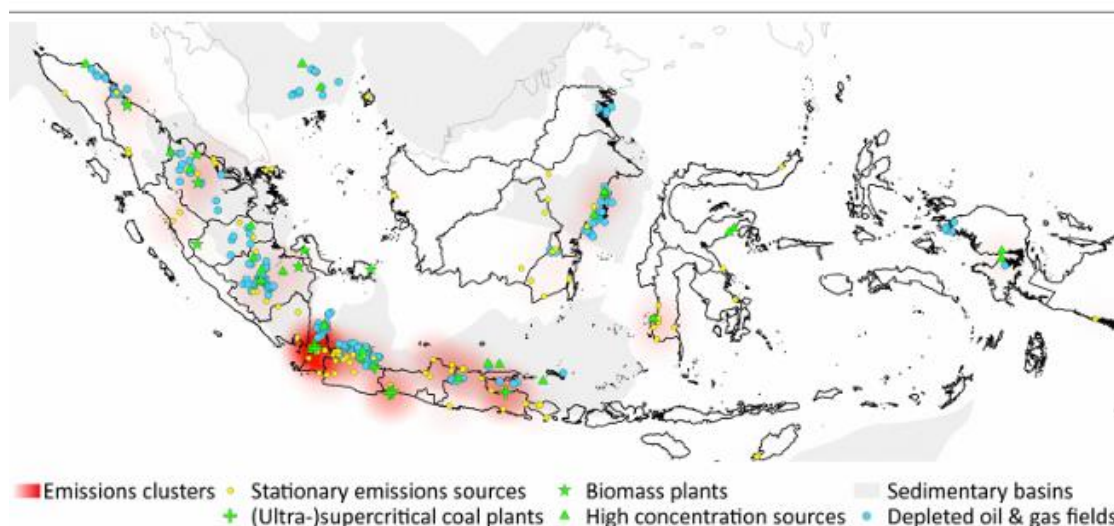 Emissions clusters Stationary emissions sources Biomass plants Sedimentary basins
(Ultra-)supercritical coal plants High concentration sources Depleted oil & gas fields